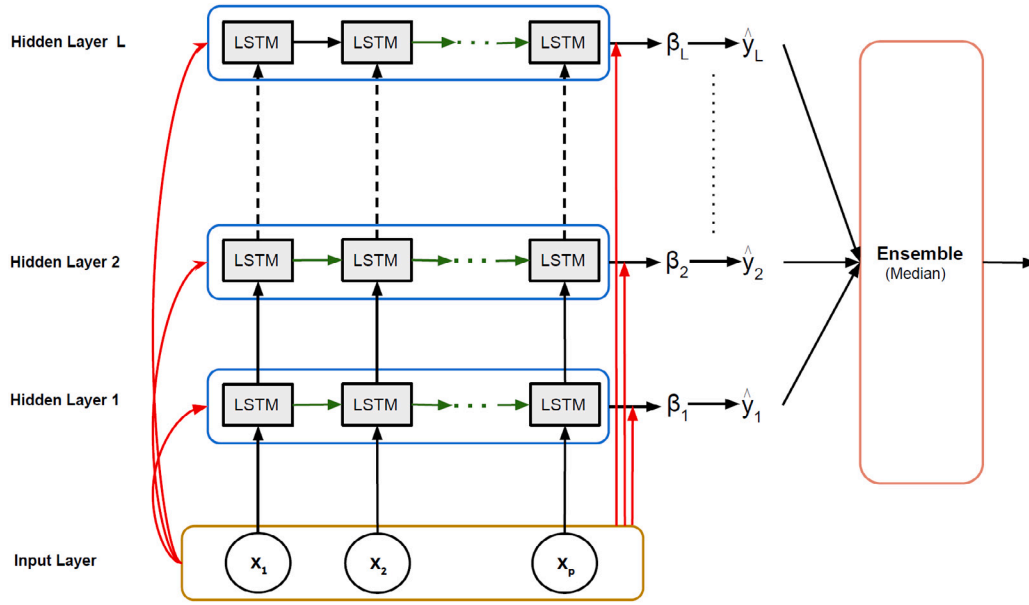 Hidden Layer L
LSTM LSTM LSTM β_L ŷ_L
Hidden Layer 2
LSTM LSTM LSTM β_2 ŷ_2
Ensemble
(Median)
Hidden Layer 1
LSTM LSTM LSTM β_1 ŷ_1
Input Layer
x_1 x_2 x_p